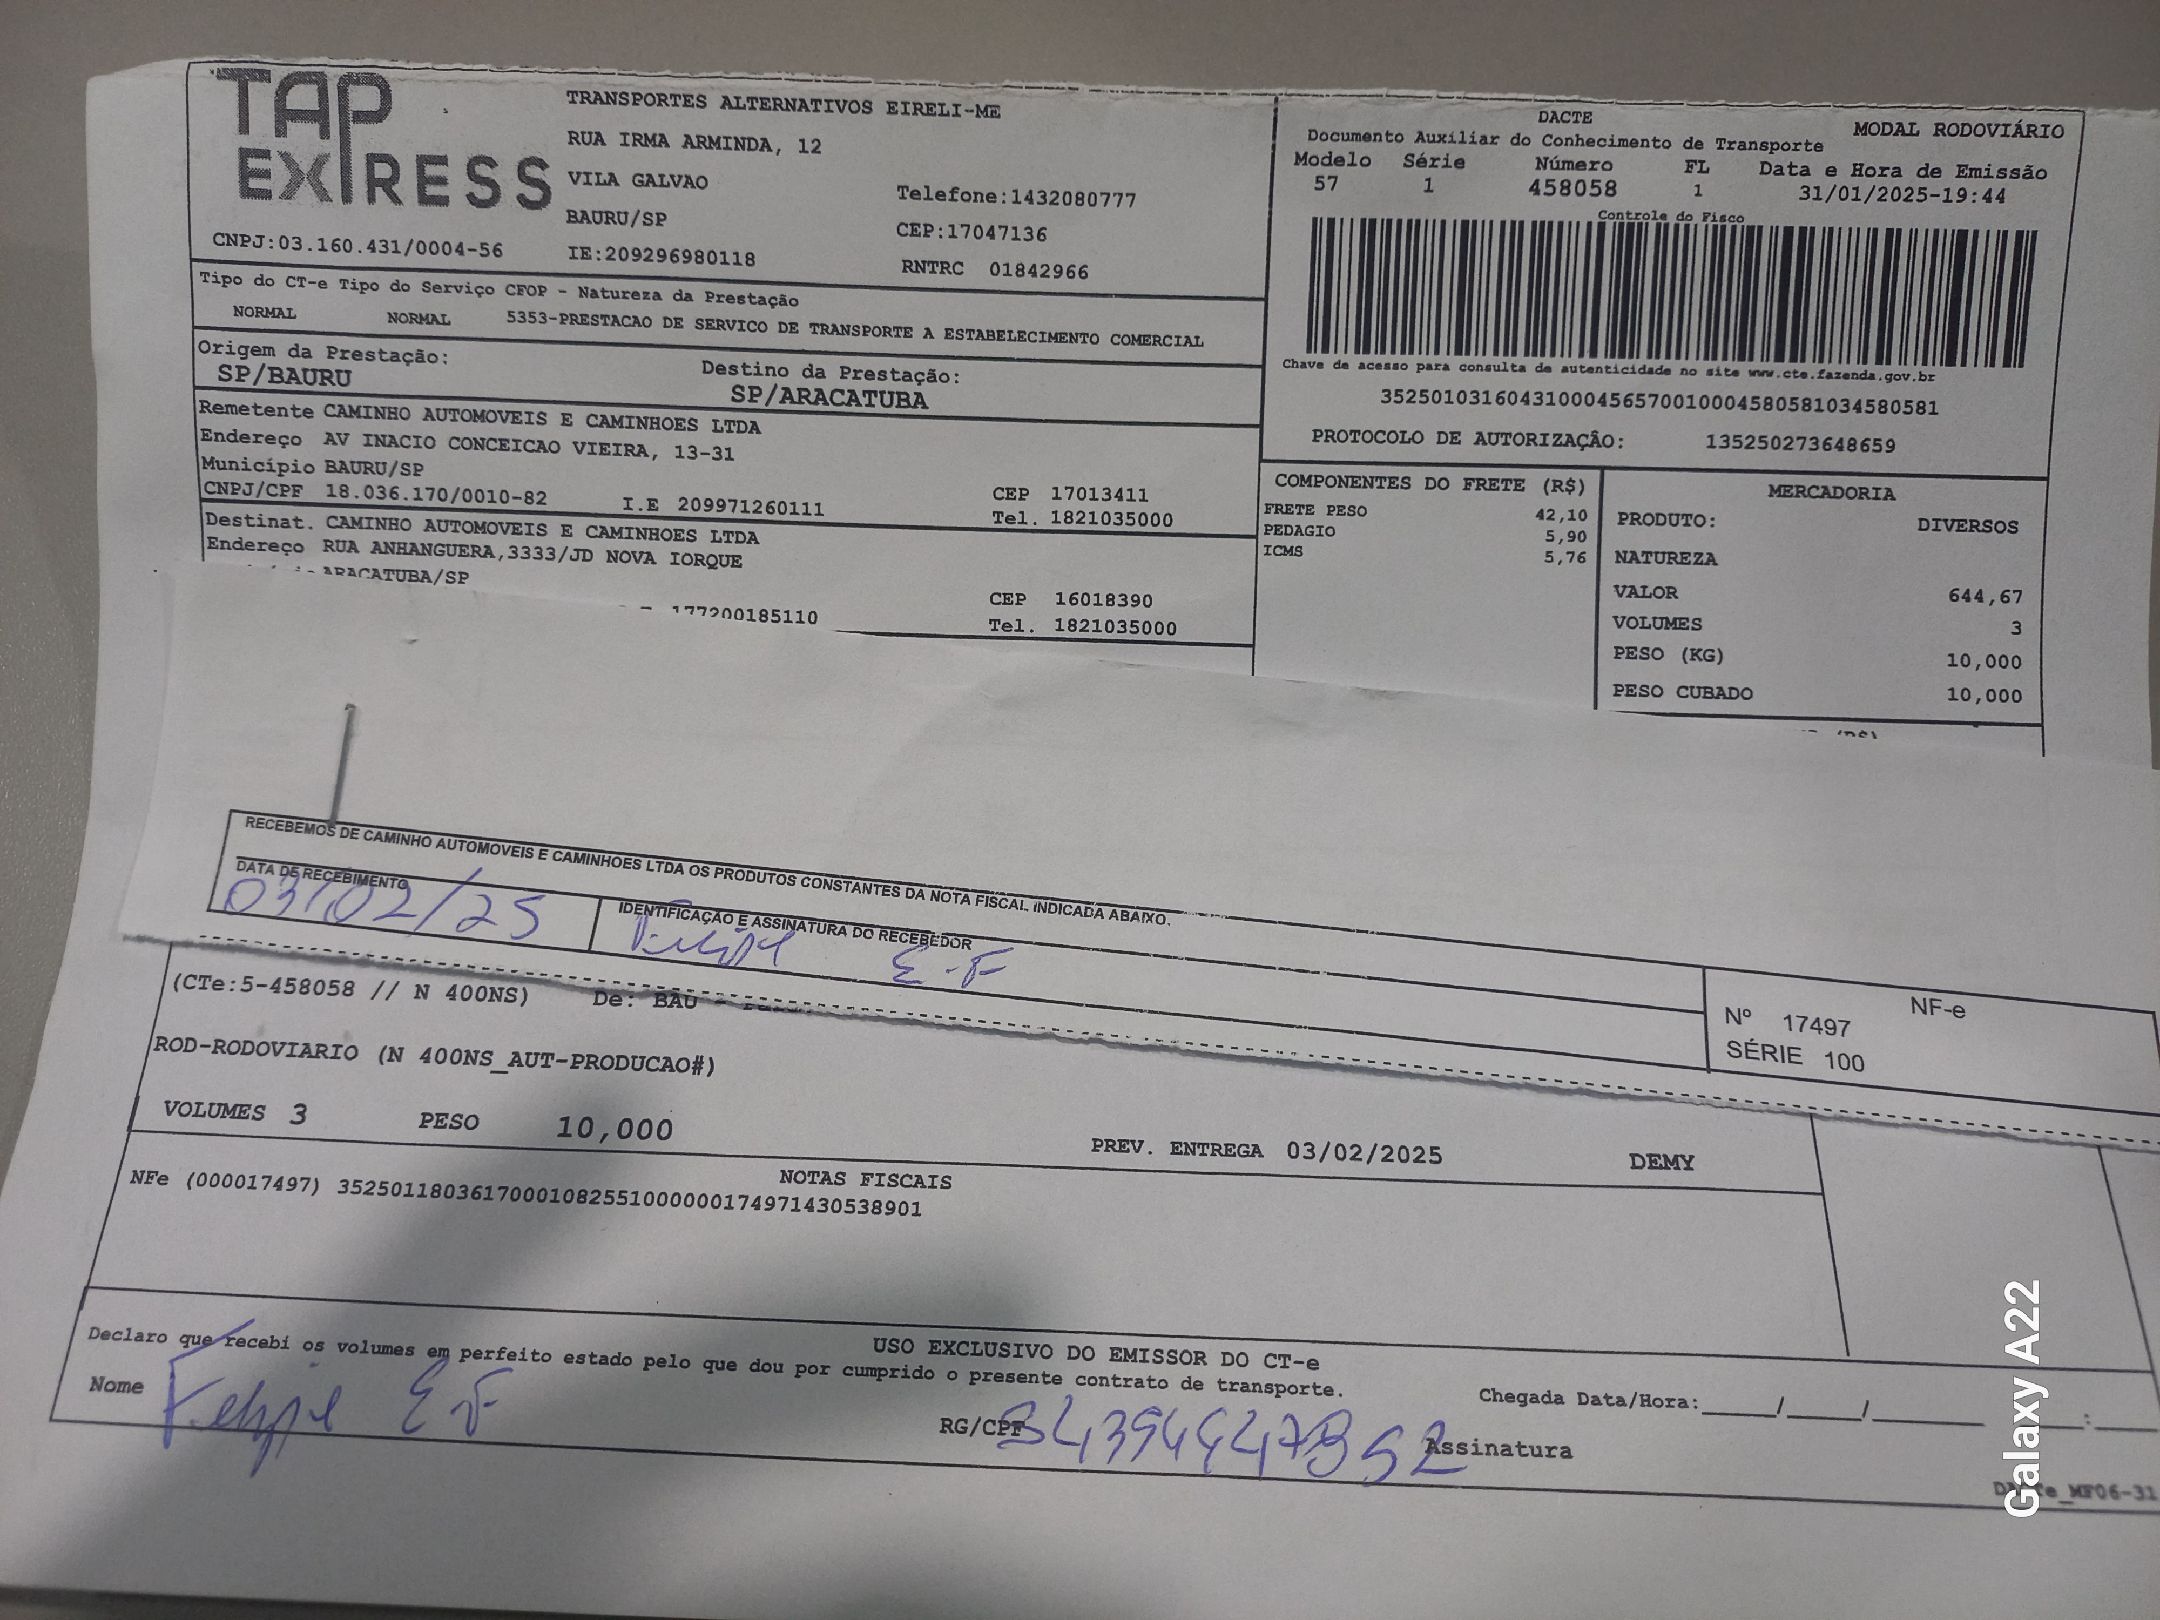 TAP EXPRESS
TRANSPORTES ALTERNATIVOS EIRELI-ME
RUA IRMA ARMINDA, 12
VILA GALVAO
Telefone:1432080777
BAURU/SP
CEP:17047136
CNPJ:03.160.431/0004-56
IE:209296980118
RNTRC 01842966
DACTE
MODAL RODOVIÁRIO
Documento Auxiliar do Conhecimento de Transporte
Modelo Série Número FL Data e Hora de Emissão
57 1 458058 1 31/01/2025-19:44
Controle do Fisco
Chave de acesso para consulta de autenticidade no site www.cte.fazenda.gov.br
35250103160431000456570010004580581034580581
PROTOCOLO DE AUTORIZAÇÃO: 135250273648659
Tipo do CT-e Tipo do Serviço CFOP - Natureza da Prestação
NORMAL NORMAL 5353-PRESTACAO DE SERVICO DE TRANSPORTE A ESTABELECIMENTO COMERCIAL
Origem da Prestação: Destino da Prestação:
SP/BAURU SP/ARACATUBA
Remetente CAMINHO AUTOMOVEIS E CAMINHOES LTDA
Endereço AV INACIO CONCEICAO VIEIRA, 13-31
Município BAURU/SP CEP 17013411
CNPJ/CPF 18.036.170/0010-82 I.E 209971260111 Tel. 1821035000
Destinat. CAMINHO AUTOMOVEIS E CAMINHOES LTDA
Endereço RUA ANHANGUERA,3333/JD NOVA IORQUE
ARACATUBA/SP CEP 16018390
177200185110 Tel. 1821035000
COMPONENTES DO FRETE (R$)
FRETE PESO 42,10
PEDAGIO 5,90
ICMS 5,76
MERCADORIA
PRODUTO: DIVERSOS
NATUREZA
VALOR 644,67
VOLUMES 3
PESO (KG) 10,000
PESO CUBADO 10,000
RECEBEMOS DE CAMINHO AUTOMOVEIS E CAMINHOES LTDA OS PRODUTOS CONSTANTES DA NOTA FISCAL INDICADA ABAIXO.
DATA DE RECEBIMENTO
03/02/25
IDENTIFICAÇÃO E ASSINATURA DO RECEBEDOR
Felipe E.F
NF-e
Nº 17497
SÉRIE 100
(CTe:5-458058 // N 400NS) De: BAU -
ROD-RODOVIARIO (N 400NS_AUT-PRODUCAO#)
VOLUMES 3 PESO 10,000 PREV. ENTREGA 03/02/2025 DEMY
NOTAS FISCAIS
NFe (000017497) 35250118036170001082551000000174971430538901
USO EXCLUSIVO DO EMISSOR DO CT-e
Declaro que recebi os volumes em perfeito estado pelo que dou por cumprido o presente contrato de transporte.
Nome Felipe E F
RG/CPF
Chegada Data/Hora:_____/_____/_________ :
Assinatura
Galaxy A22